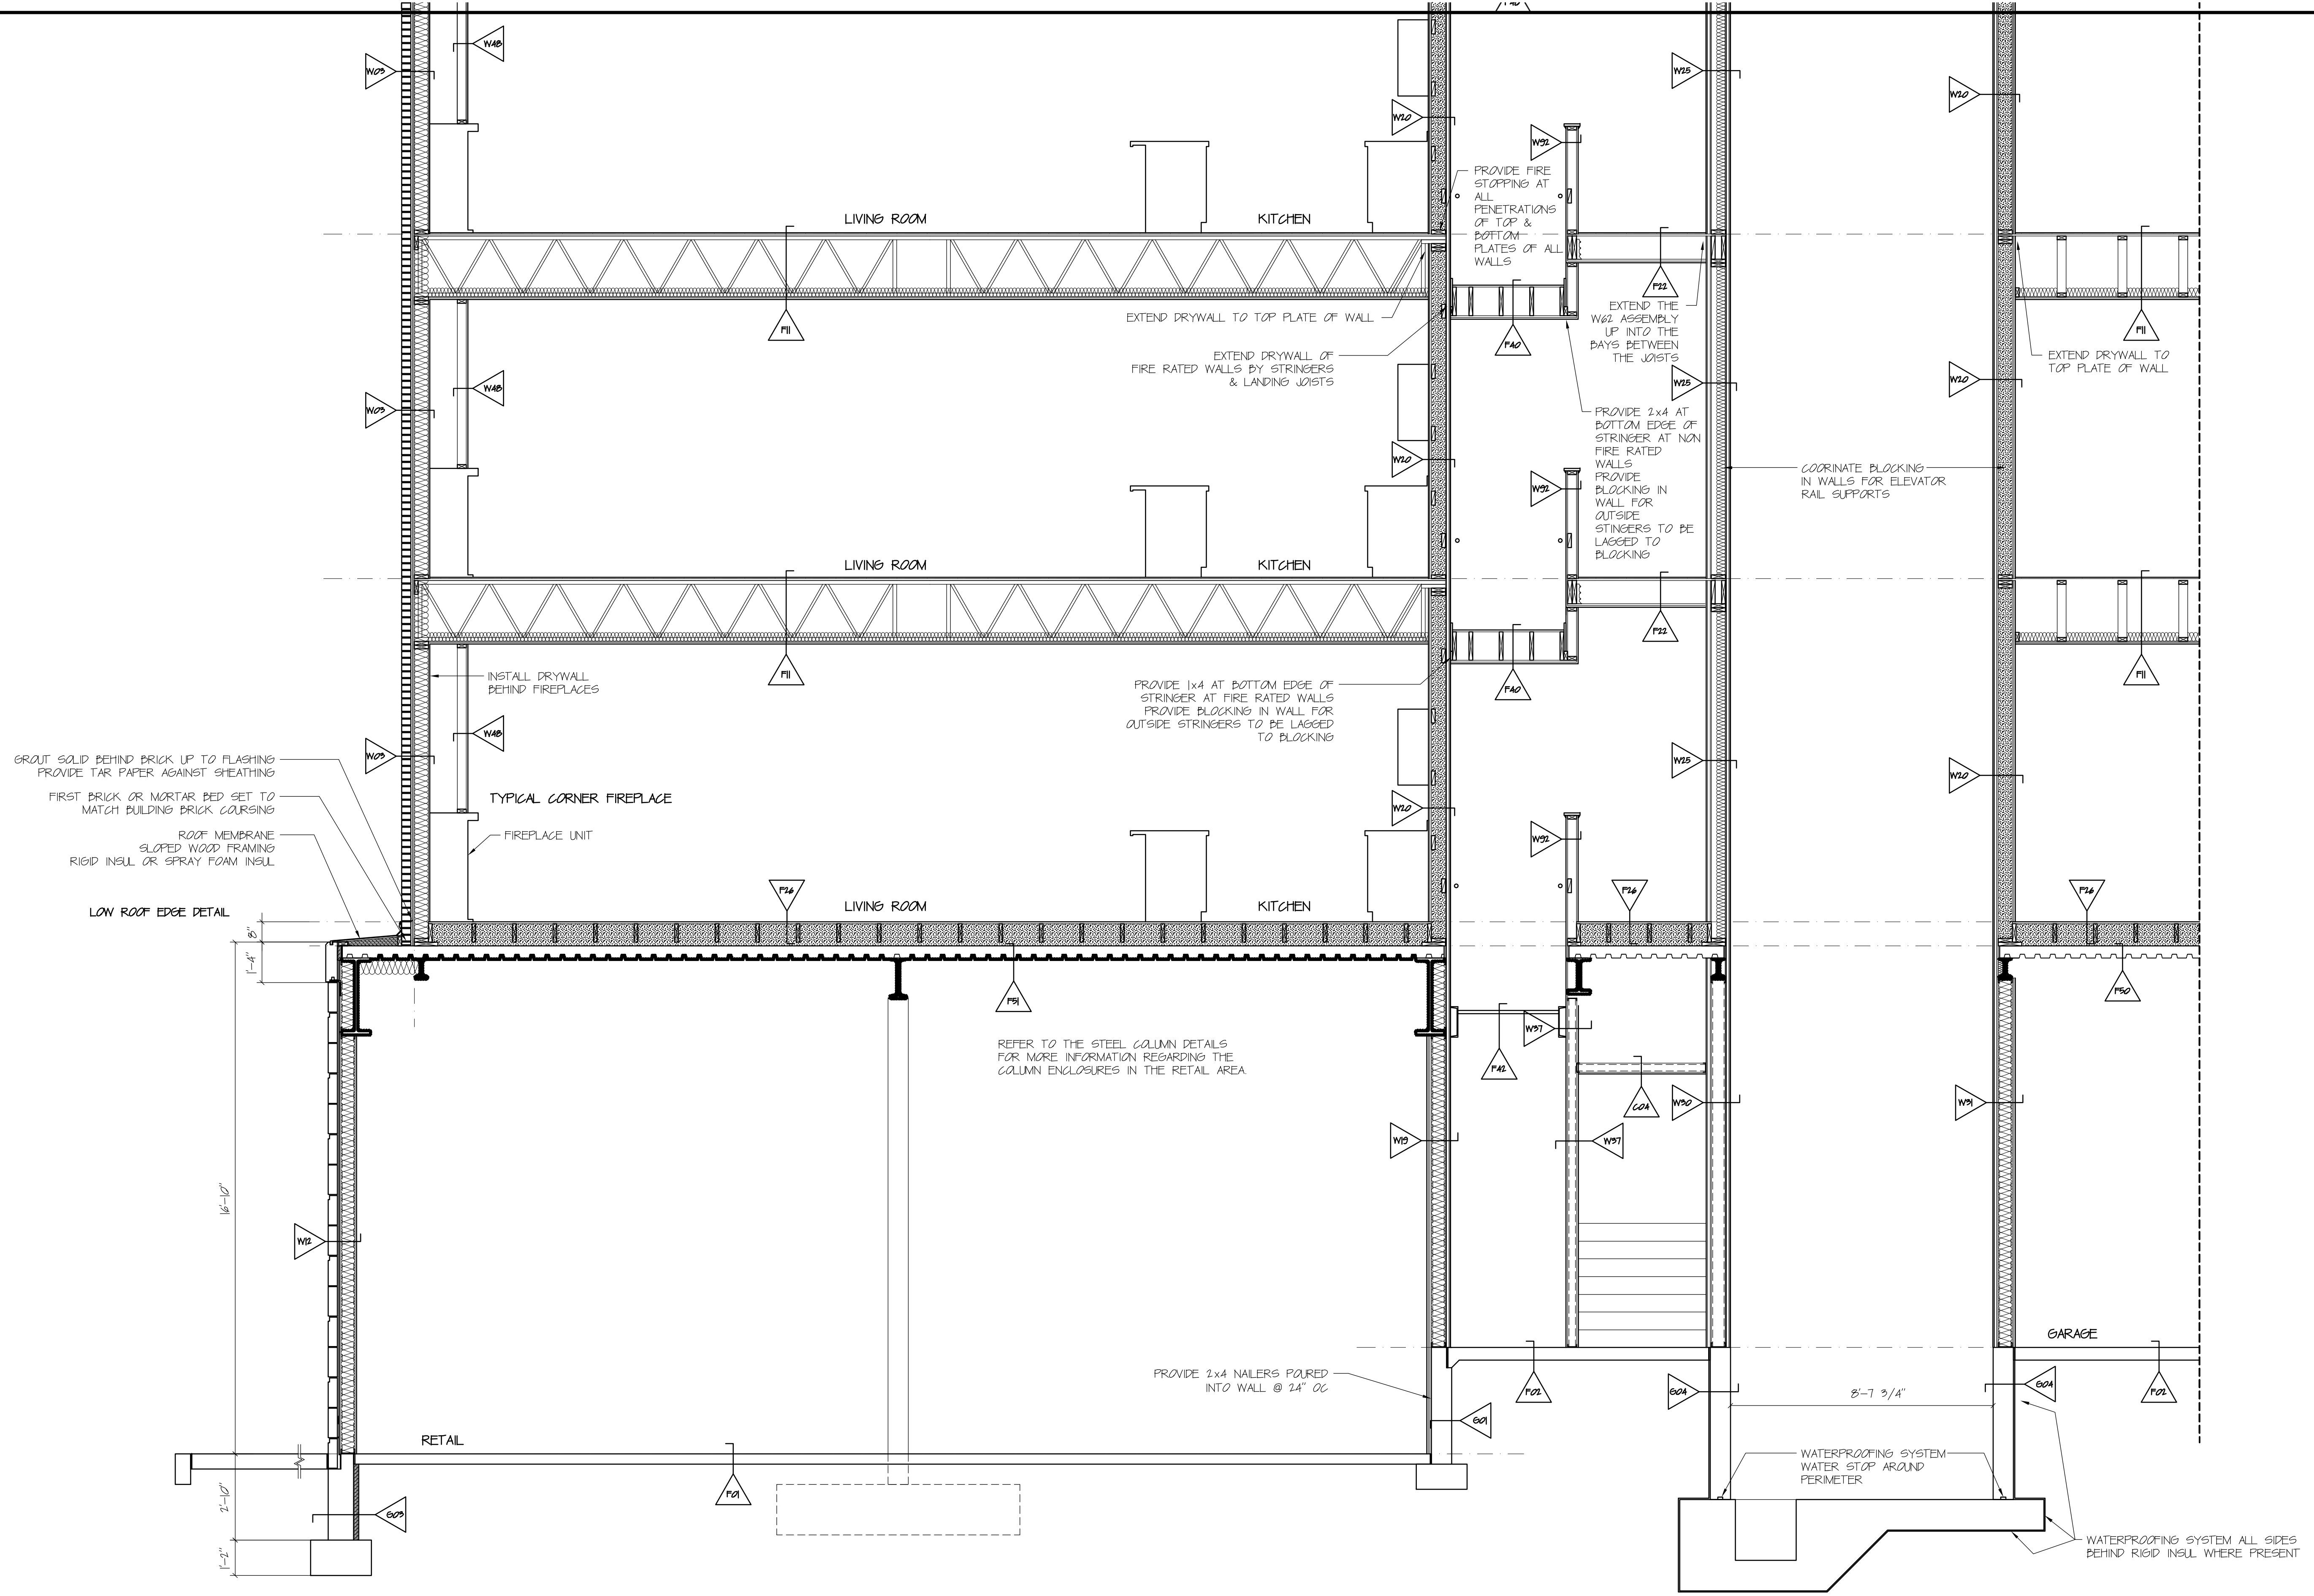 W48
W03
W25
W20
W20
W92
PROVIDE FIRE
STOPPING AT
ALL
PENETRATIONS
OF TOP &
BOTTOM
PLATES OF ALL
WALLS
LIVING ROOM
KITCHEN
F11
F40
F22
F11
EXTEND DRYWALL TO TOP PLATE OF WALL
EXTEND DRYWALL OF
FIRE RATED WALLS BY STRINGERS
& LANDING JOISTS
EXTEND THE
W62 ASSEMBLY
UP INTO THE
BAYS BETWEEN
THE JOISTS
EXTEND DRYWALL TO
TOP PLATE OF WALL
W48
W03
W25
W20
W20
W92
PROVIDE 2x4 AT
BOTTOM EDGE OF
STRINGER AT NON
FIRE RATED
WALLS
PROVIDE
BLOCKING IN
WALL FOR
OUTSIDE
STINGERS TO BE
LAGGED TO
BLOCKING
COORINATE BLOCKING
IN WALLS FOR ELEVATOR
RAIL SUPPORTS
LIVING ROOM
KITCHEN
F11
F40
F22
F11
INSTALL DRYWALL
BEHIND FIREPLACES
PROVIDE 1x4 AT BOTTOM EDGE OF
STRINGER AT FIRE RATED WALLS
PROVIDE BLOCKING IN WALL FOR
OUTSIDE STRINGERS TO BE LAGGED
TO BLOCKING
W48
W03
W25
W20
W20
W92
GROUT SOLID BEHIND BRICK UP TO FLASHING
PROVIDE TAR PAPER AGAINST SHEATHING
FIRST BRICK OR MORTAR BED SET TO
MATCH BUILDING BRICK COURSING
ROOF MEMBRANE
SLOPED WOOD FRAMING
RIGID INSUL OR SPRAY FOAM INSUL
TYPICAL CORNER FIREPLACE
FIREPLACE UNIT
LOW ROOF EDGE DETAIL
LIVING ROOM
KITCHEN
F26
F26
F26
8"
1'-4"
F51
F50
REFER TO THE STEEL COLUMN DETAILS
FOR MORE INFORMATION REGARDING THE
COLUMN ENCLOSURES IN THE RETAIL AREA.
W37
F42
C04
W30
W31
W19
W37
16'-10"
W12
GARAGE
PROVIDE 2x4 NAILERS POURED
INTO WALL @ 24" OC
F02
G04
8'-7 3/4"
G04
F02
G01
RETAIL
F01
WATERPROOFING SYSTEM
WATER STOP AROUND
PERIMETER
2'-10"
G03
1'-2"
WATERPROOFING SYSTEM ALL SIDES
BEHIND RIGID INSUL WHERE PRESENT